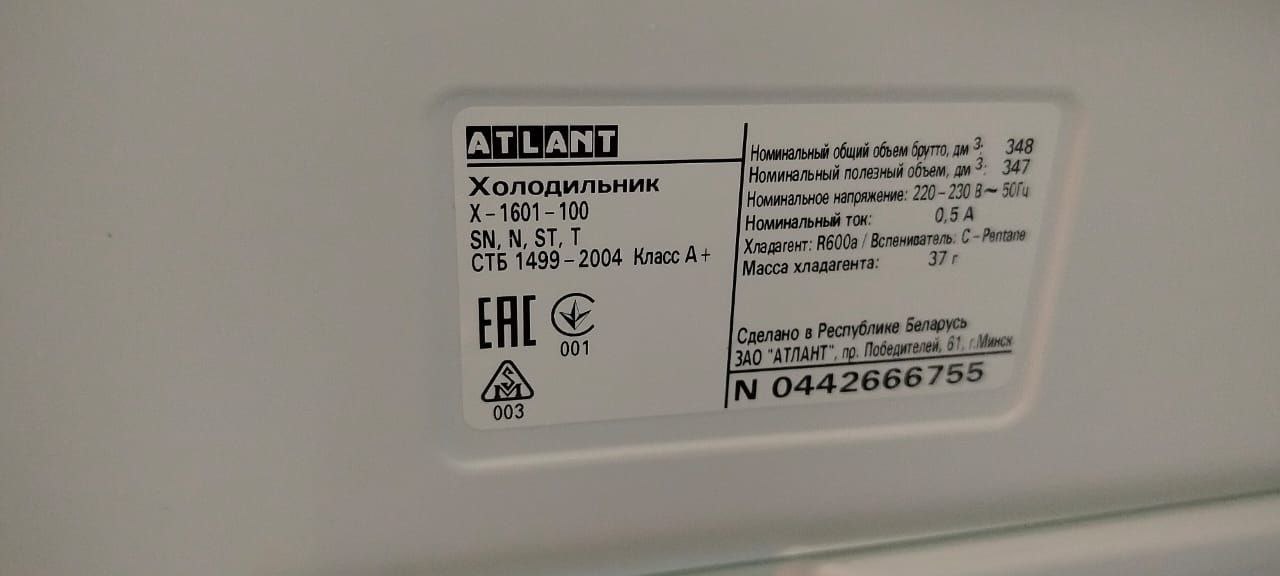 ATLANT
Холодильник
X-1601-100
SN, N, ST, T
СТБ 1499-2004 Класс A+
EAC
001
003
Номинальный общий объем брутто, дм 3: 348
Номинальный полезный объем, дм 3: 347
Номинальное напряжение: 220-230 В~ 50Гц
Номинальный ток: 0,5 А
Хладагент: R600a / Вспениватель: C-Pentane
Масса хладагента: 37 г
Сделано в Республике Беларусь
ЗАО "АТЛАНТ", пр. Победителей, 61, г.Минск
N 0442666755